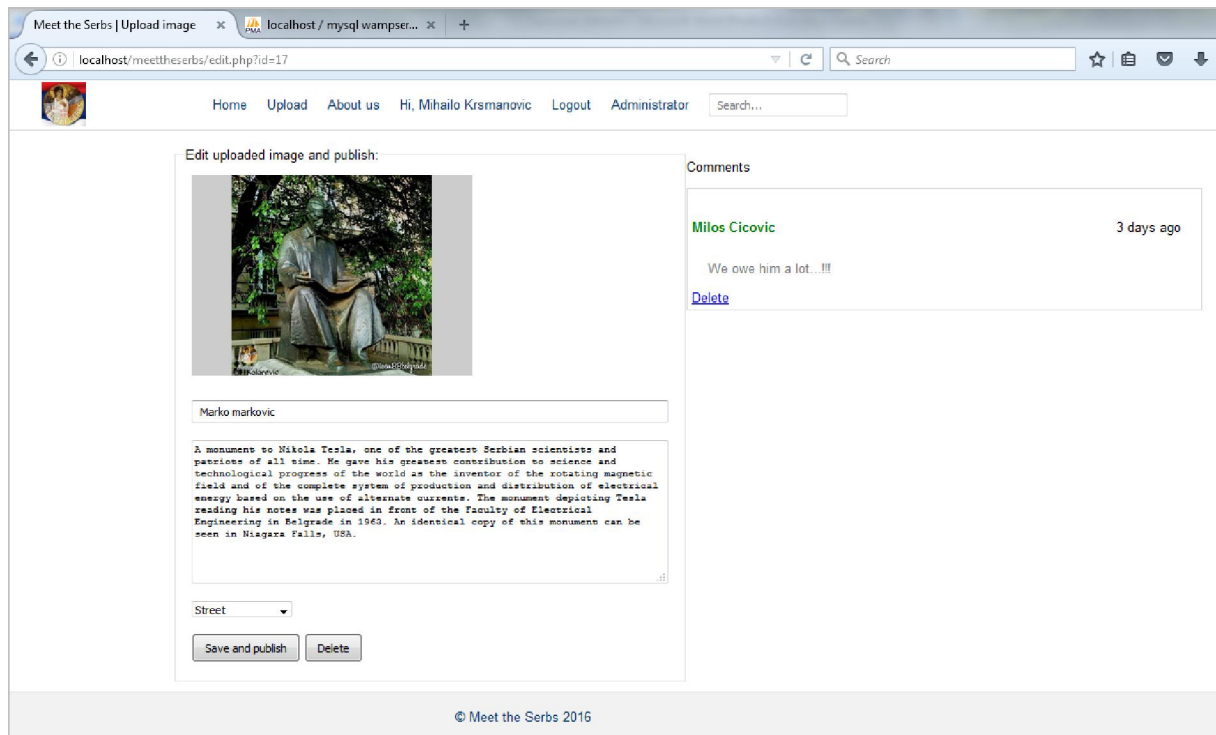 Meet the Serbs | Upload image
localhost / mysql wampser...
localhost/meettheserbs/edit.php?id=17
Search
Home Upload About us Hi, Mihailo Krsmanovic Logout Administrator Search...
Edit uploaded image and publish:
Comments
Milos Cicovic 3 days ago
We owe him a lot...!!!
Delete
Marko markovic
A monument to Nikola Tesla, one of the greatest Serbian scientists and
patriots of all time. He gave his greatest contribution to science and
technological progress of the world as the inventor of the rotating magnetic
field and of the complete system of production and distribution of electrical
energy based on the use of alternate currents. The monument depicting Tesla
reading his notes was placed in front of the Faculty of Electrical
Engineering in Belgrade in 1963. An identical copy of this monument can be
seen in Niagara Falls, USA.
Street
Save and publish Delete
© Meet the Serbs 2016